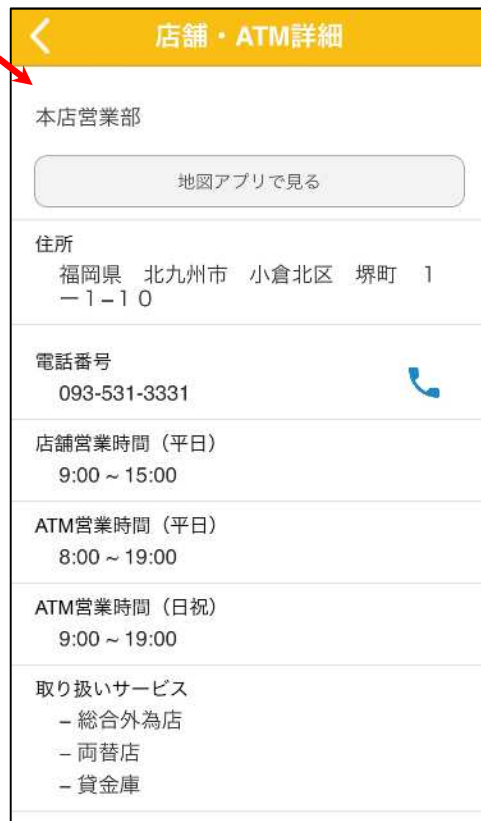 店舗・ATM詳細
本店営業部
地図アプリで見る
住所
福岡県　北九州市　小倉北区　堺町　１
－１−１０
電話番号
093-531-3331
店舗営業時間（平日）
9:00 ~ 15:00
ATM営業時間（平日）
8:00 ~ 19:00
ATM営業時間（日祝）
9:00 ~ 19:00
取り扱いサービス
– 総合外為店
– 両替店
– 貸金庫